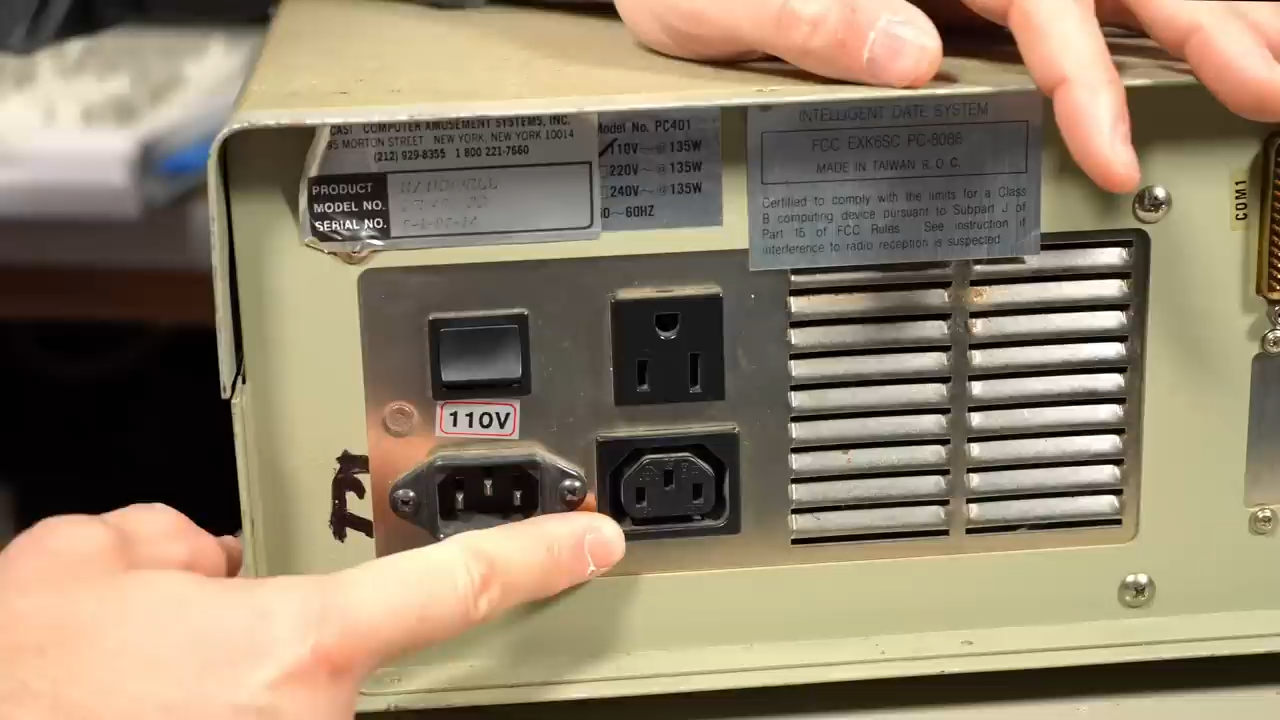 CAST COMPUTER AMUSEMENT SYSTEMS, INC.
95 MORTON STREET NEW YORK, NEW YORK 10014
(212) 929-8355 1 800 221-7660
PRODUCT
MODEL NO.
SERIAL NO.
Model No. PC401
110V~@135W
220V~@135W
240V~@135W
~60HZ
INTELLIGENT DATE SYSTEM
FCC EXK6SC PC-8088
MADE IN TAIWAN R.O.C.
Certified to comply with the limits for a Class
B computing device pursuant to Subpart J of
Part 15 of FCC Rules. See instruction if
interference to radio reception is suspected
COM1
110V